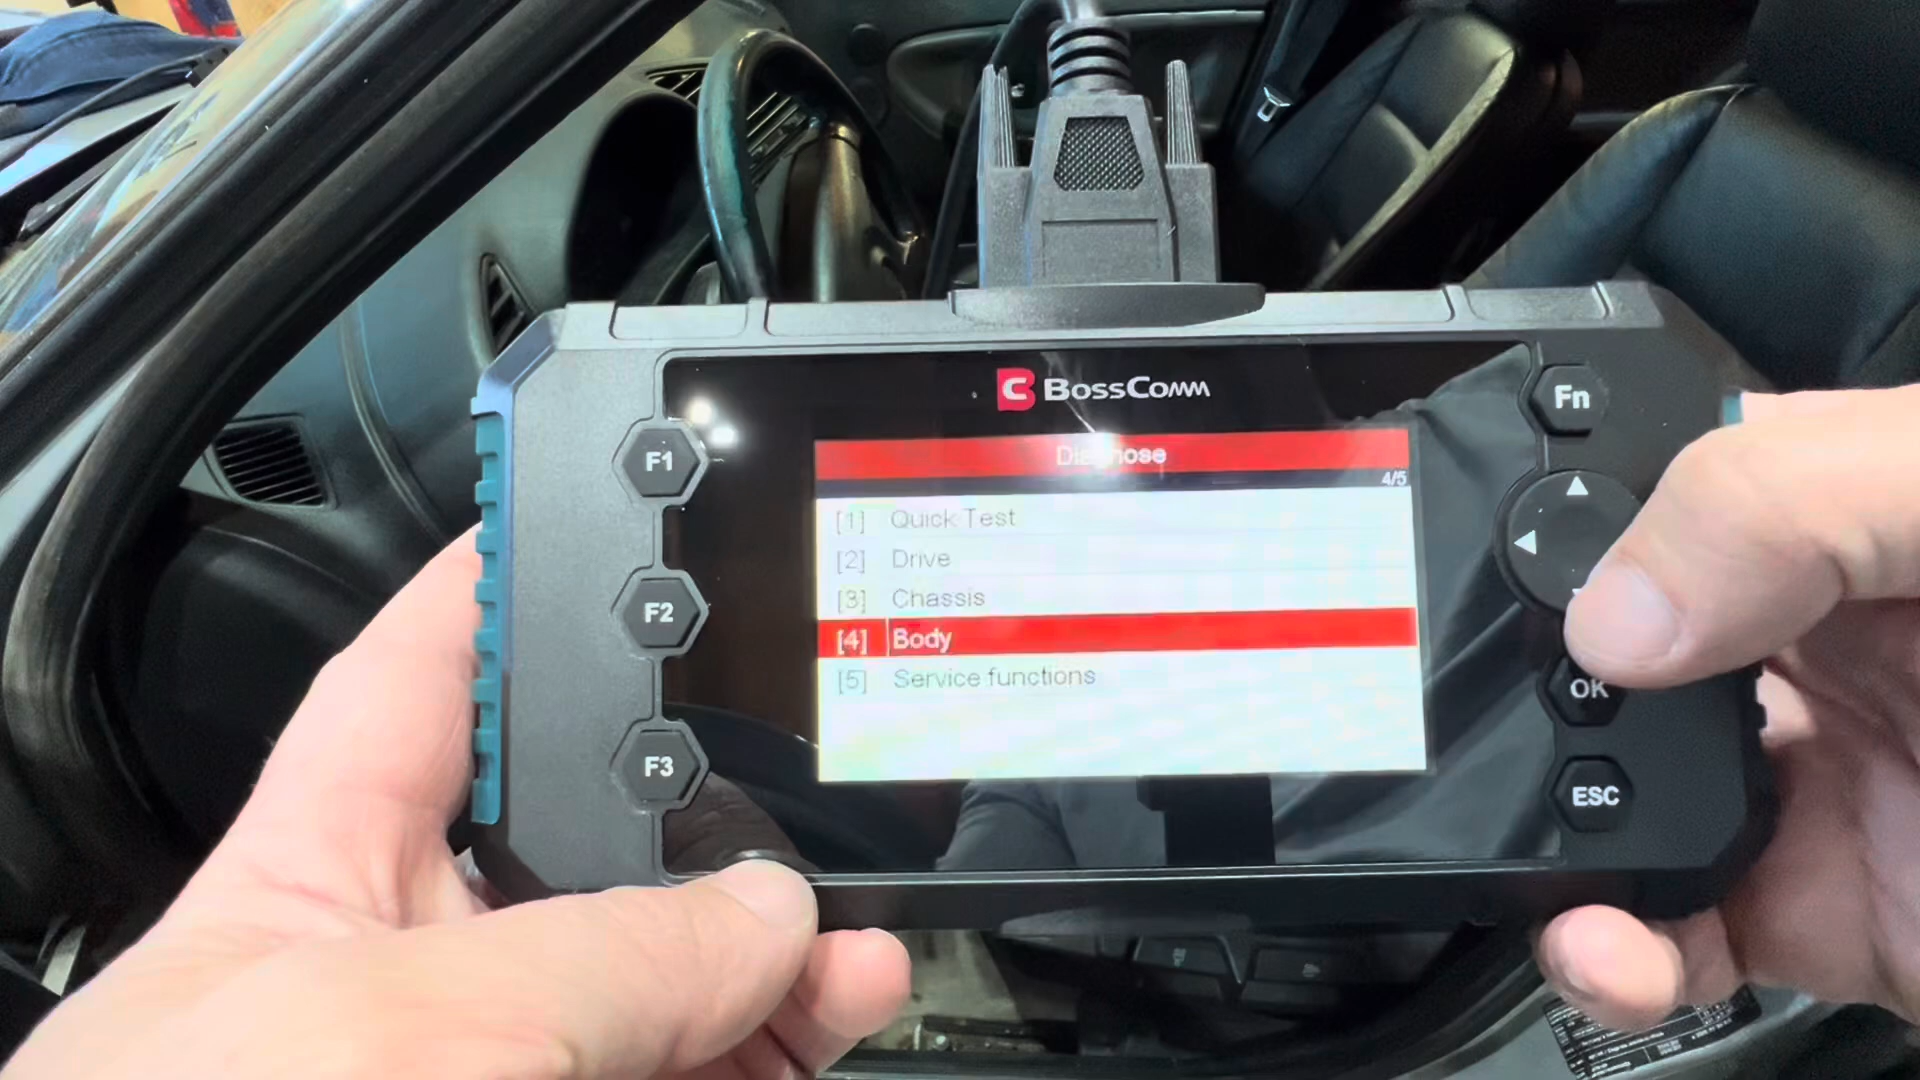 BossComm
Diagnose
4/5
[1] Quick Test
[2] Drive
[3] Chassis
[4] Body
[5] Service functions
F1
F2
F3
Fn
OK
ESC